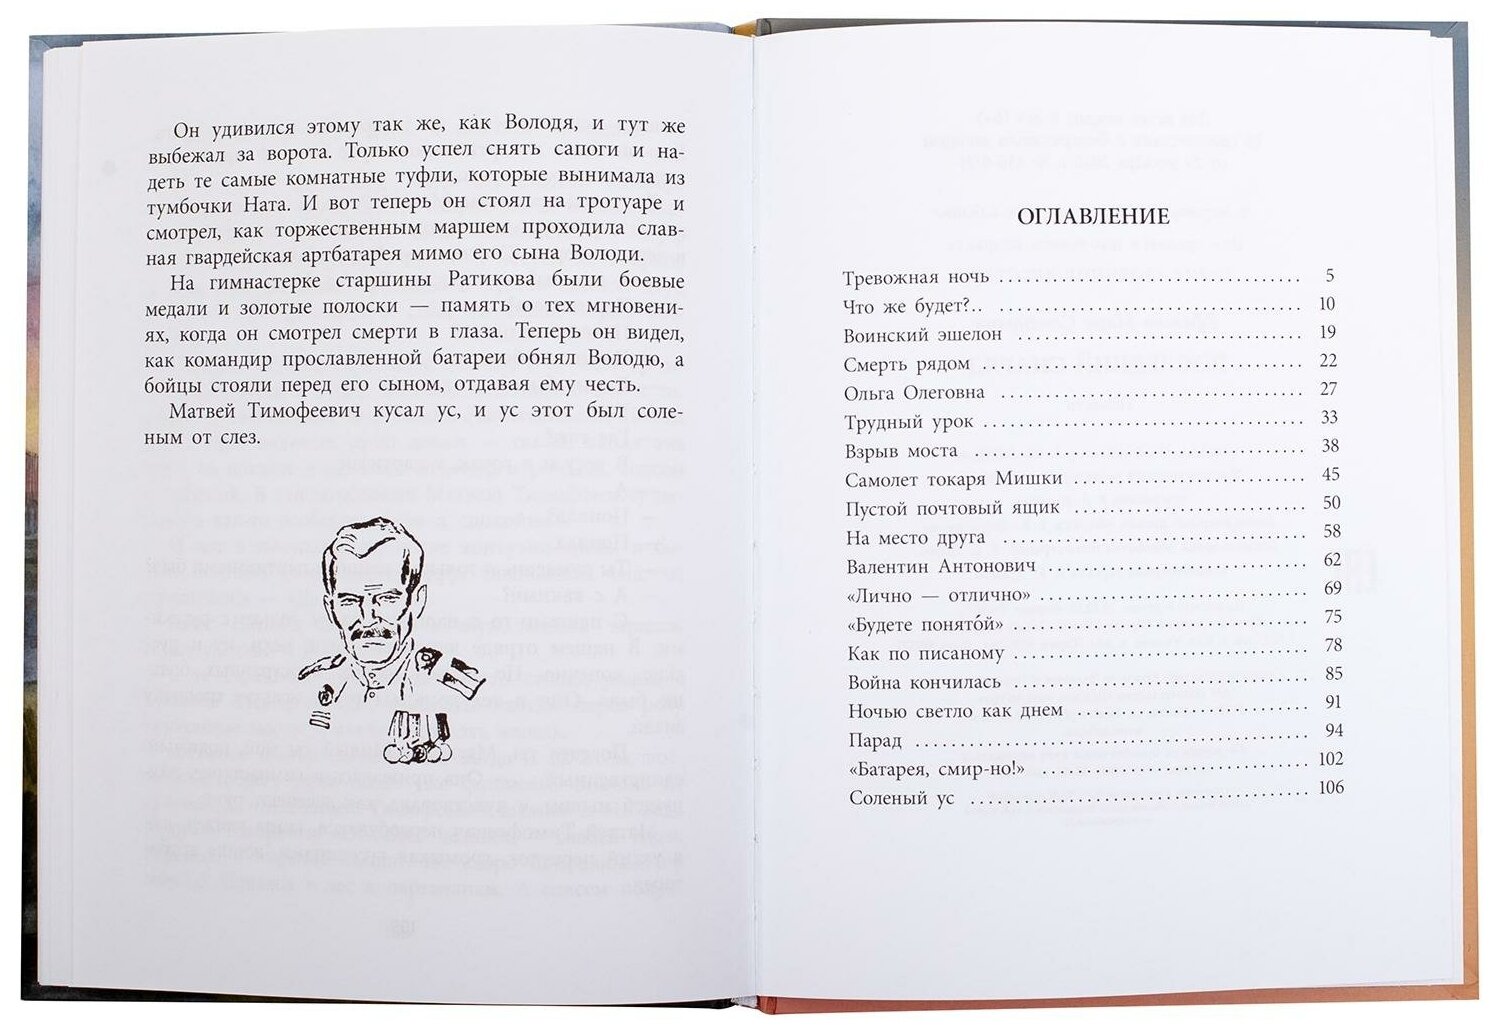 Он удивился этому так же, как Володя, и тут же
выбежал за ворота. Только успел снять сапоги и на-
деть те самые комнатные туфли, которые вынимала из
тумбочки Ната. И вот теперь он стоял на тротуаре и
смотрел, как торжественным маршем проходила слав-
ная гвардейская артбатарея мимо его сына Володи.
На гимнастерке старшины Ратикова были боевые
медали и золотые полоски — память о тех мгновени-
ях, когда он смотрел смерти в глаза. Теперь он видел,
как командир прославленной батареи обнял Володю, а
бойцы стояли перед его сыном, отдавая ему честь.
Матвей Тимофеевич кусал ус, и ус этот был соле-
ным от слез.
ОГЛАВЛЕНИЕ
Тревожная ночь . . . . . . . . . . . . . . . . . . . . 5
Что же будет?.. . . . . . . . . . . . . . . . . . . . . 10
Воинский эшелон . . . . . . . . . . . . . . . . . . . . 19
Смерть рядом . . . . . . . . . . . . . . . . . . . . 22
Ольга Олеговна . . . . . . . . . . . . . . . . . . . . 27
Трудный урок . . . . . . . . . . . . . . . . . . . . 33
Взрыв моста . . . . . . . . . . . . . . . . . . . . 38
Самолет токаря Мишки . . . . . . . . . . . . . . . . . . . . 45
Пустой почтовый ящик . . . . . . . . . . . . . . . . . . . . 50
На место друга . . . . . . . . . . . . . . . . . . . . 58
Валентин Антонович . . . . . . . . . . . . . . . . . . . . 62
«Лично — отлично» . . . . . . . . . . . . . . . . . . . . 69
«Будете поня́то́й» . . . . . . . . . . . . . . . . . . . . 75
Как по писаному . . . . . . . . . . . . . . . . . . . . 78
Война кончилась . . . . . . . . . . . . . . . . . . . . 85
Ночью светло как днем . . . . . . . . . . . . . . . . . . . . 91
Парад . . . . . . . . . . . . . . . . . . . . 94
«Батарея, смир-но!» . . . . . . . . . . . . . . . . . . . . 102
Соленый ус . . . . . . . . . . . . . . . . . . . . 106